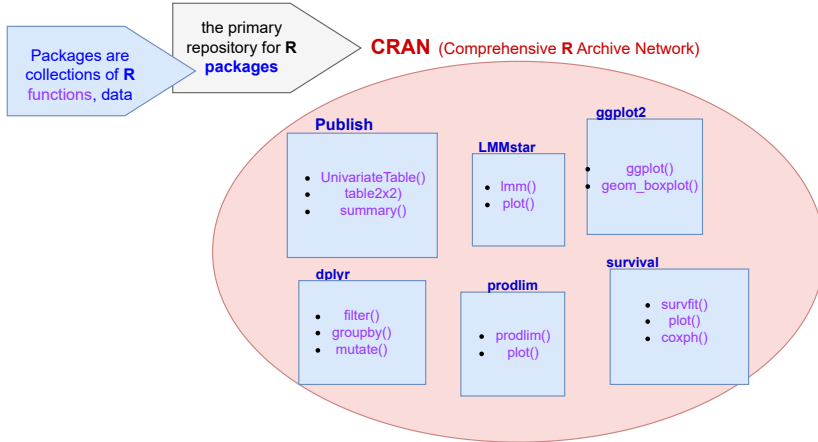 Packages are
collections of R
functions, data
the primary
repository for R
packages
CRAN (Comprehensive R Archive Network)
Publish
UnivariateTable()
table2x2)
summary()
LMMstar
lmm()
plot()
ggplot2
ggplot()
geom_boxplot()
dplyr
filter()
groupby()
mutate()
prodlim
prodlim()
plot()
survival
survfit()
plot()
coxph()